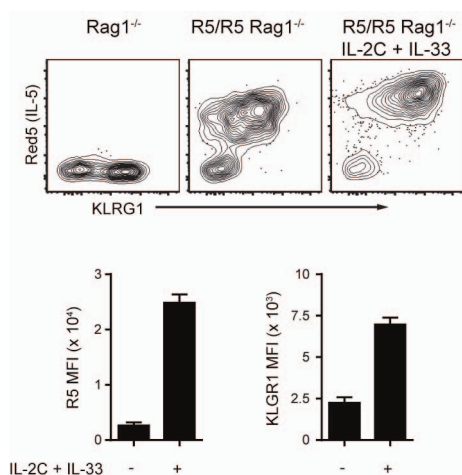 Rag1-/- R5/R5 Rag1-/- R5/R5 Rag1-/-
IL-2C + IL-33
Red5 (IL-5)
KLRG1
R5 MFI (x 10⁴)
3
2
1
0
KLGR1 MFI (x 10³)
10
7.5
5.0
2.5
0
IL-2C + IL-33 - + - +